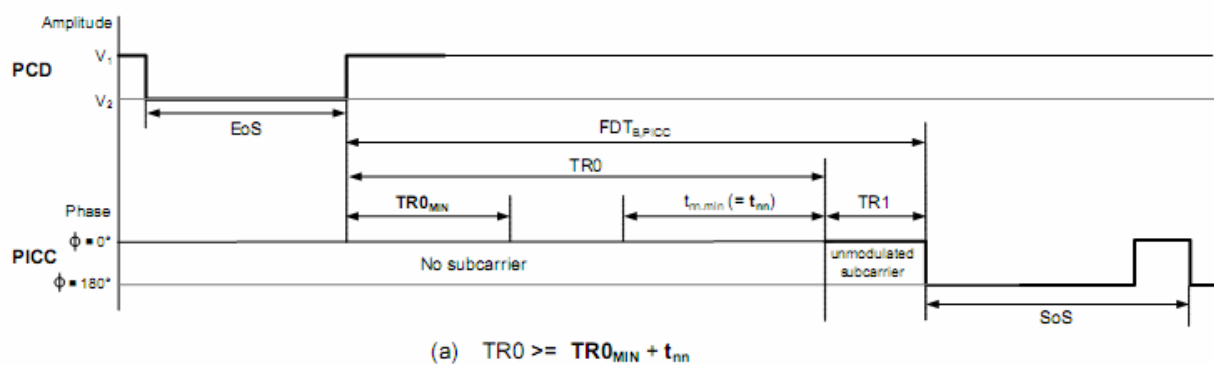 Amplitude
V1
PCD
V2
EoS
FDTB,PICC
TR0
TR0MIN
tnn,min (= tnn)
TR1
Phase
ϕ = 0°
PICC
No subcarrier
unmodulated
subcarrier
ϕ = 180°
SoS
(a) TR0 >= TR0MIN + tnn